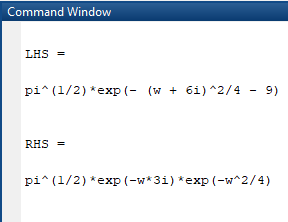 Command Window
LHS =
pi^(1/2)*exp(- (w + 6i)^2/4 - 9)
RHS =
pi^(1/2)*exp(-w*3i)*exp(-w^2/4)